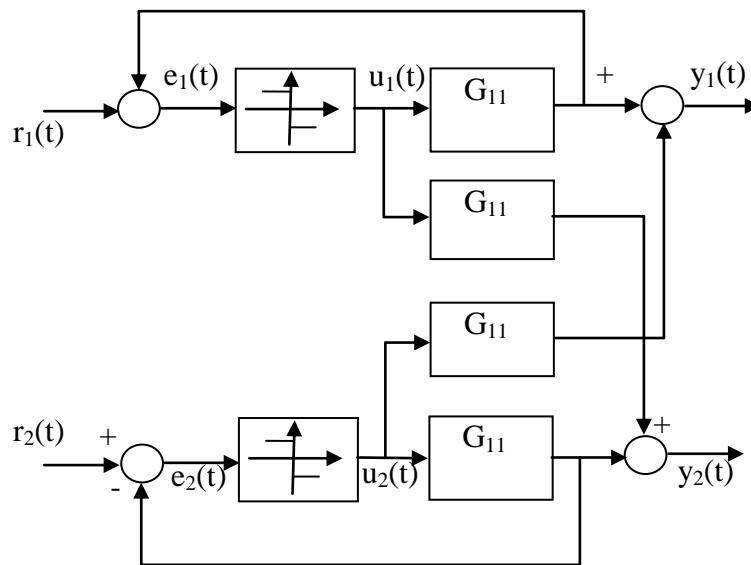 e₁(t)
u₁(t)
G₁₁
+
y₁(t)
r₁(t)
G₁₁
G₁₁
r₂(t)
+
-
e₂(t)
u₂(t)
G₁₁
+
y₂(t)